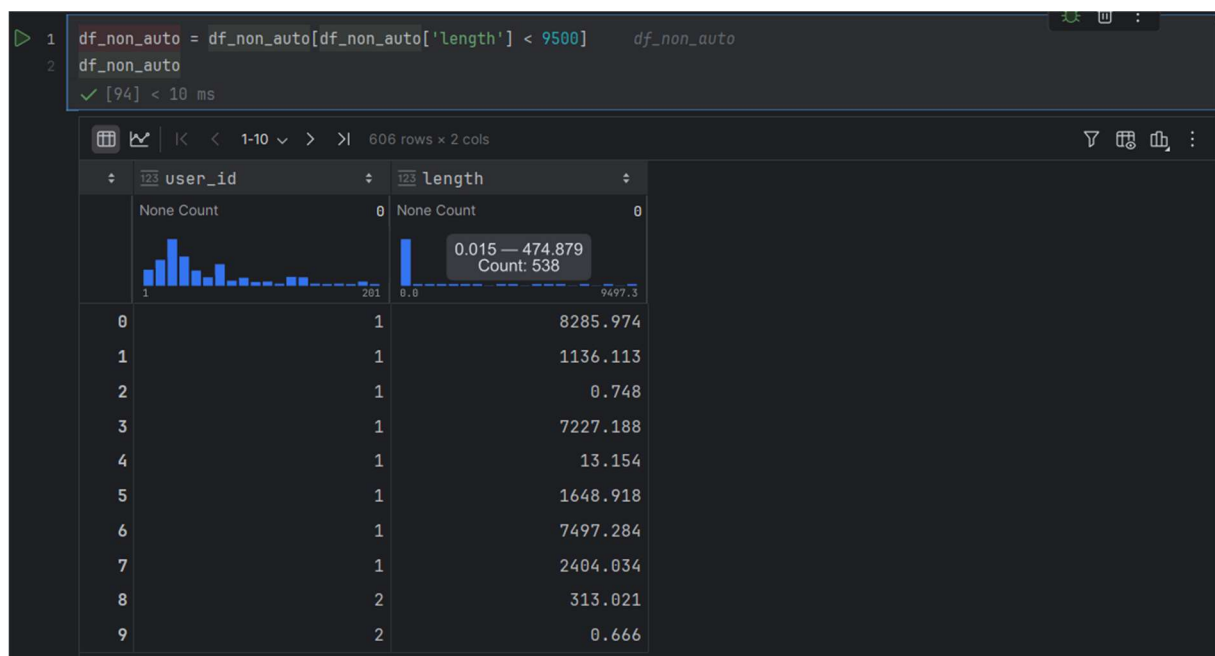 1 df_non_auto = df_non_auto[df_non_auto['length'] < 9500] df_non_auto
2 df_non_auto
[94] < 10 ms
1-10 606 rows × 2 cols
123 user_id 123 length
None Count 0 None Count 0
0.015 — 474.879
Count: 538
1 201 0.0 9497.3
0 1 8285.974
1 1 1136.113
2 1 0.748
3 1 7227.188
4 1 13.154
5 1 1648.918
6 1 7497.284
7 1 2404.034
8 2 313.021
9 2 0.666